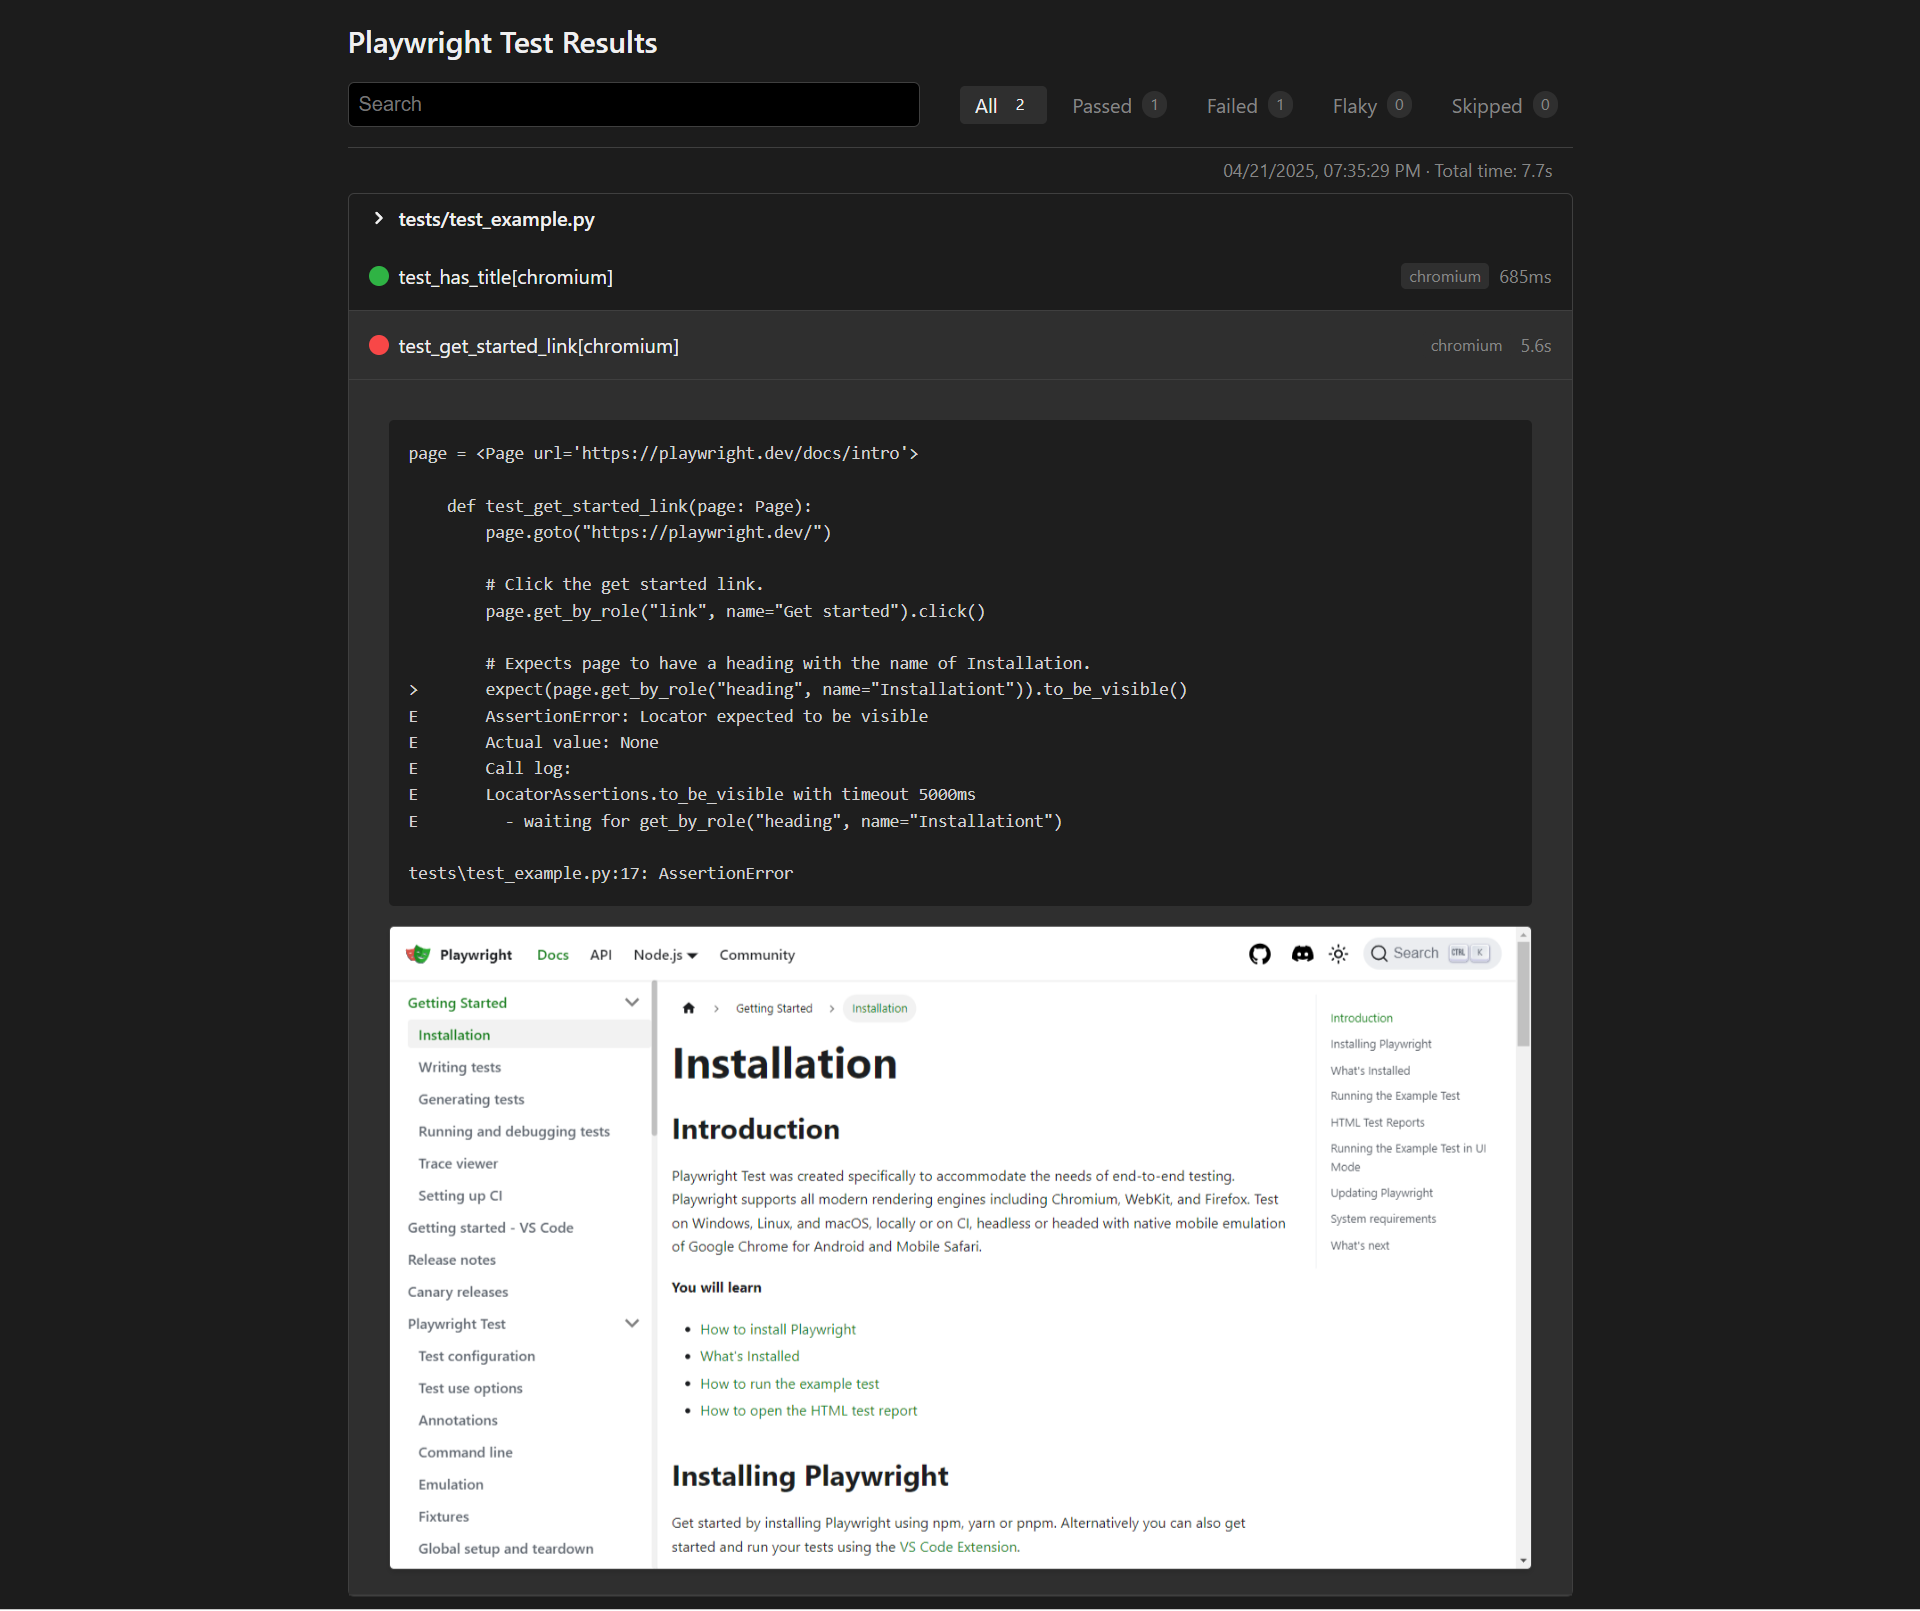 Playwright Test Results
Search
All 2 Passed 1 Failed 1 Flaky 0 Skipped 0
04/21/2025, 07:35:29 PM · Total time: 7.7s
tests/test_example.py
test_has_title[chromium] chromium 685ms
test_get_started_link[chromium] chromium 5.6s
page = <Page url='https://playwright.dev/docs/intro'>
def test_get_started_link(page: Page):
page.goto("https://playwright.dev/")
# Click the get started link.
page.get_by_role("link", name="Get started").click()
# Expects page to have a heading with the name of Installation.
> expect(page.get_by_role("heading", name="Installationt")).to_be_visible()
E AssertionError: Locator expected to be visible
E Actual value: None
E Call log:
E LocatorAssertions.to_be_visible with timeout 5000ms
E - waiting for get_by_role("heading", name="Installationt")
tests\test_example.py:17: AssertionError
Playwright Docs API Node.js Community Search CTRL K
Getting Started
Installation
Writing tests
Generating tests
Running and debugging tests
Trace viewer
Setting up CI
Getting started - VS Code
Release notes
Canary releases
Playwright Test
Test configuration
Test use options
Annotations
Command line
Emulation
Fixtures
Global setup and teardown
Getting Started > Installation
Installation
Introduction
Playwright Test was created specifically to accommodate the needs of end-to-end testing.
Playwright supports all modern rendering engines including Chromium, WebKit, and Firefox. Test
on Windows, Linux, and macOS, locally or on CI, headless or headed with native mobile emulation
of Google Chrome for Android and Mobile Safari.
You will learn
• How to install Playwright
• What's Installed
• How to run the example test
• How to open the HTML test report
Installing Playwright
Get started by installing Playwright using npm, yarn or pnpm. Alternatively you can also get
started and run your tests using the VS Code Extension.
Introduction
Installing Playwright
What's Installed
Running the Example Test
HTML Test Reports
Running the Example Test in UI
Mode
Updating Playwright
System requirements
What's next